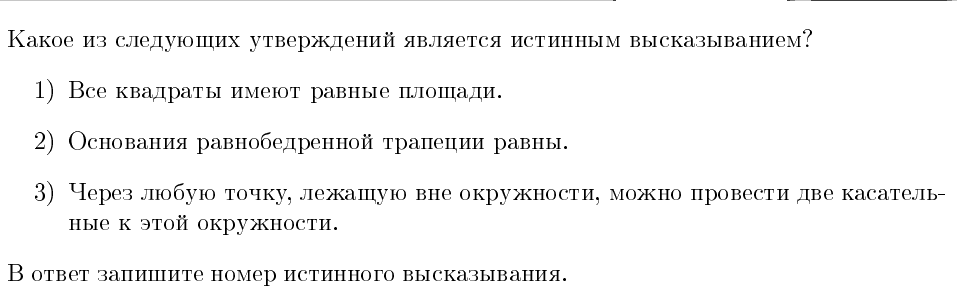 Какое из следующих утверждений является истинным высказыванием?
1) Все квадраты имеют равные площади.
2) Основания равнобедренной трапеции равны.
3) Через любую точку, лежащую вне окружности, можно провести две касатель-
ные к этой окружности.
В ответ запишите номер истинного высказывания.